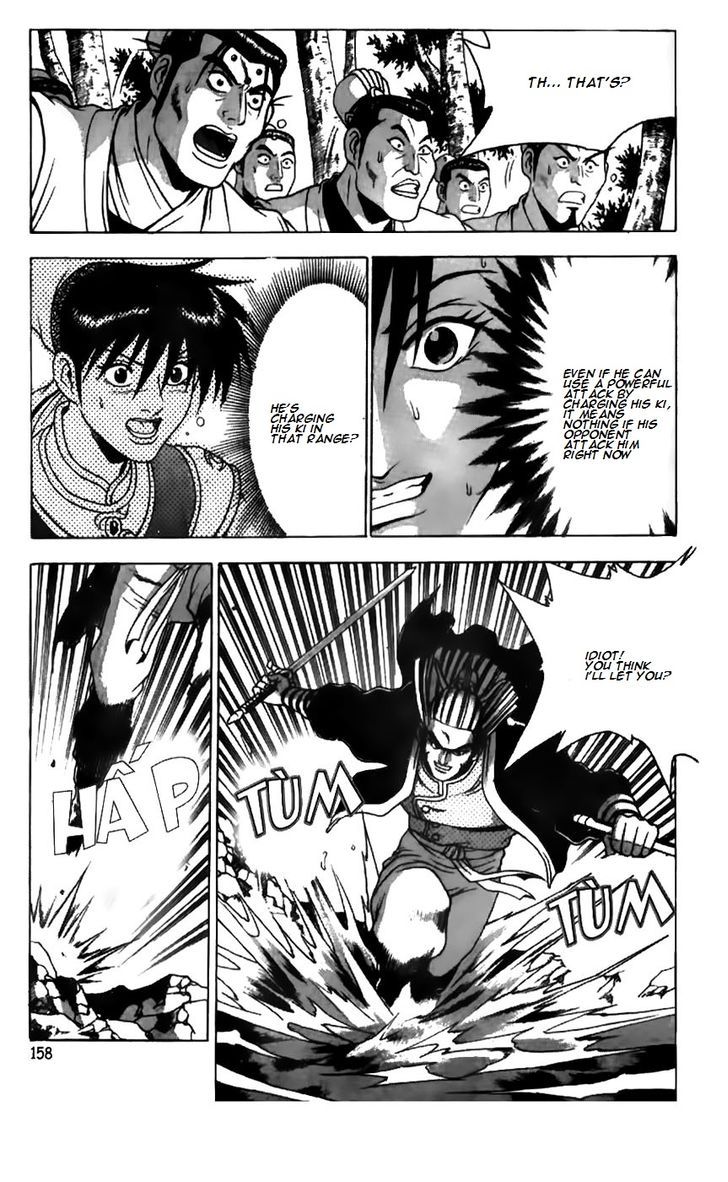 TH... THAT'S?
EVEN IF HE CAN
USE A POWERFUL
ATTACK BY
CHARGING HIS KI,
IT MEANS
NOTHING IF HIS
OPPONENT
ATTACK HIM
RIGHT NOW
HE'S
CHARGING
HIS KI IN
THAT RANGE?
IDIOT!
YOU THINK
I'LL LET YOU?
TÙM
TÙM
HẤP
158